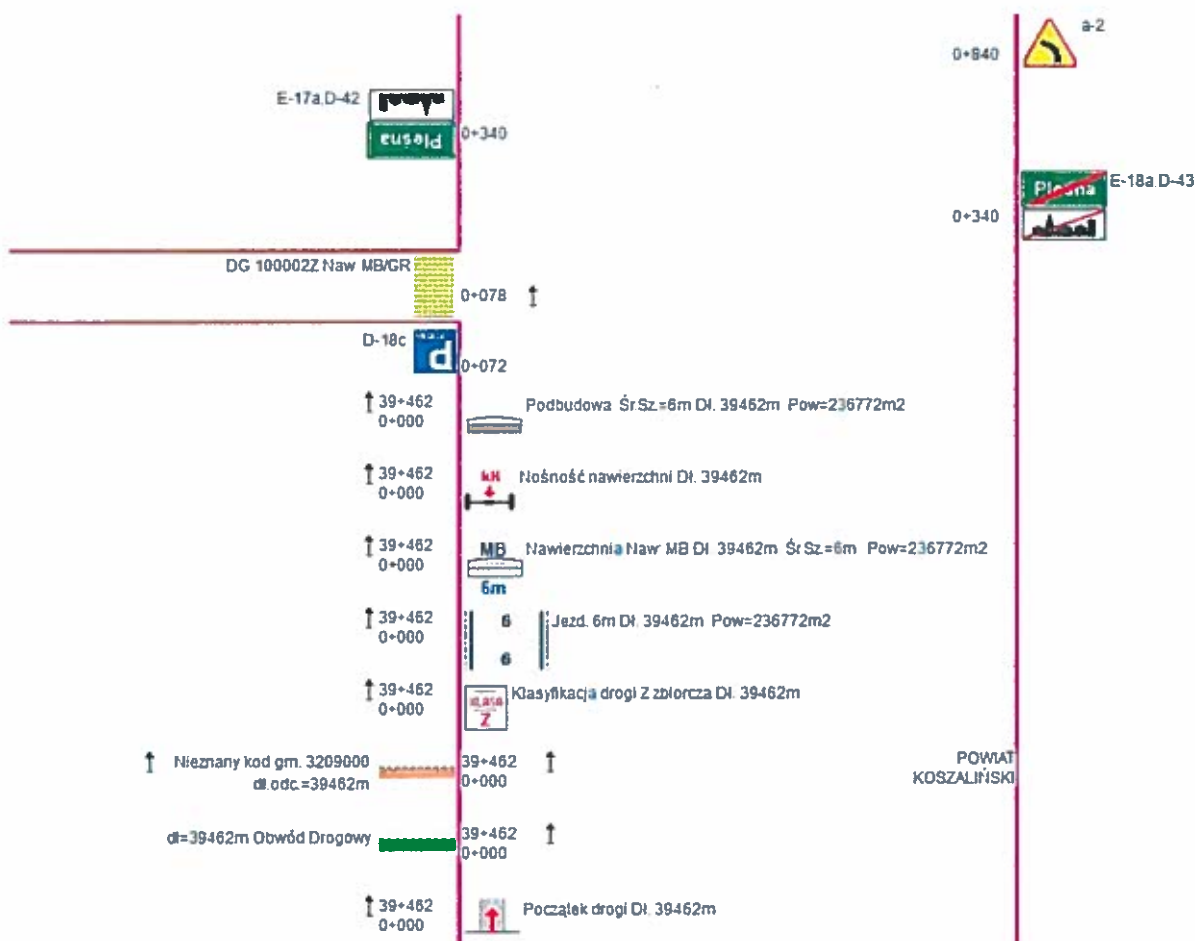 a-2
0+840
E-17a,D-42
Pleśna
0+340
E-18a,D-43
Pleśna
0+340
DG 100002Z Naw MB/GR
0+078
D-18c
P
0+072
39+462
0+000
Podbudowa Śr.Sz.=6m Dł. 39462m Pow=236772m2
39+462
0+000
kN
Nośność nawierzchni Dł. 39462m
39+462
0+000
MB
6m
Nawierzchnia Naw MB Dł 39462m Śr.Sz.=6m Pow=236772m2
39+462
0+000
6
6
Jezd. 6m Dł. 39462m Pow=236772m2
39+462
0+000
KLASA
Z
Klasyfikacja drogi Z zbiorcza Dł. 39462m
Nieznany kod gm. 3209000
dł.odc.=39462m
39+462
0+000
POWIAT
KOSZALIŃSKI
dł=39462m Obwód Drogowy
39+462
0+000
39+462
0+000
Początek drogi Dł. 39462m